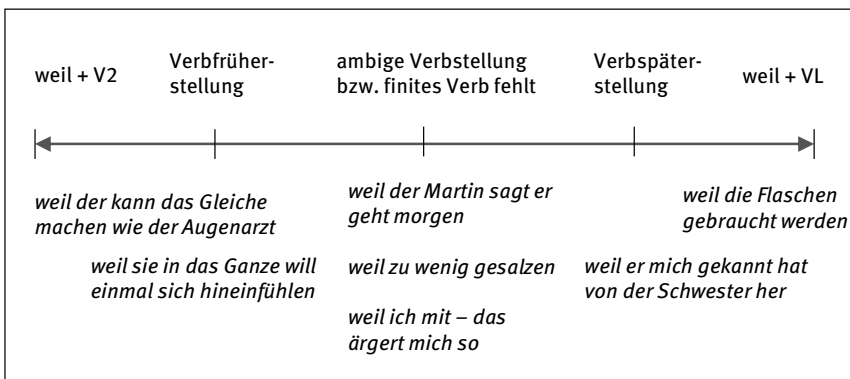 weil + V2
Verbfrüher-
stellung
ambige Verbstellung
bzw. finites Verb fehlt
Verbspäter-
stellung
weil + VL
weil der kann das Gleiche
machen wie der Augenarzt
weil sie in das Ganze will
einmal sich hineinfühlen
weil der Martin sagt er
geht morgen
weil zu wenig gesalzen
weil ich mit – das
ärgert mich so
weil die Flaschen
gebraucht werden
weil er mich gekannt hat
von der Schwester her